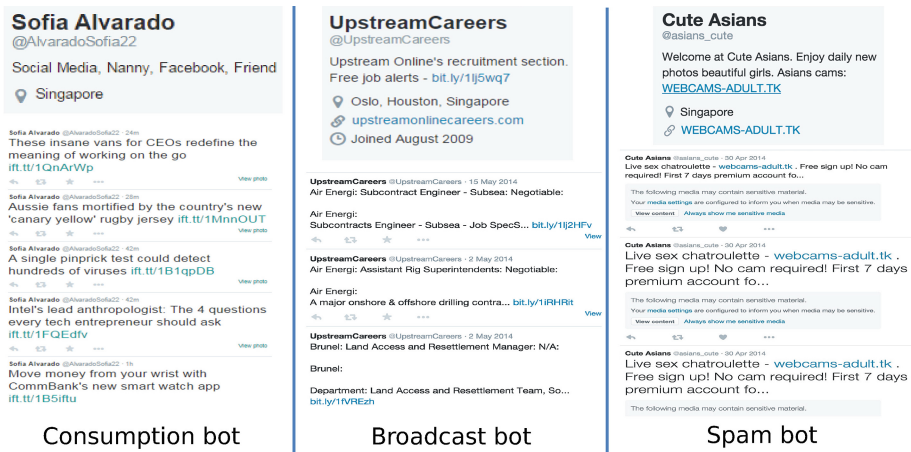 Sofia Alvarado
@AlvaradoSofia22
Social Media, Nanny, Facebook, Friend
Singapore
Sofia Alvarado @AlvaradoSofia22 · 24m
These insane vans for CEOs redefine the
meaning of working on the go
ift.tt/1QnArWp
View photo
Sofia Alvarado @AlvaradoSofia22 · 28m
Aussie fans mortified by the country's new
'canary yellow' rugby jersey ift.tt/1MnnOUT
View photo
Sofia Alvarado @AlvaradoSofia22 · 42m
A single pinprick test could detect
hundreds of viruses ift.tt/1B1qpDB
View photo
Sofia Alvarado @AlvaradoSofia22 · 42m
Intel's lead anthropologist: The 4 questions
every tech entrepreneur should ask
ift.tt/1FQEdfv
View photo
Sofia Alvarado @AlvaradoSofia22 · 1h
Move money from your wrist with
CommBank's new smart watch app
ift.tt/1B5iftu
Consumption bot
UpstreamCareers
@UpstreamCareers
Upstream Online's recruitment section.
Free job alerts - bit.ly/1Ij5wq7
Oslo, Houston, Singapore
upstreamonlinecareers.com
Joined August 2009
UpstreamCareers @UpstreamCareers · 15 May 2014
Air Energi: Subcontract Engineer - Subsea: Negotiable:
Air Energi:
Subcontracts Engineer - Subsea - Job SpecS... bit.ly/1Ij2HFv
View
UpstreamCareers @UpstreamCareers · 2 May 2014
Air Energi: Assistant Rig Superintendents: Negotiable:
Air Energi:
A major onshore & offshore drilling contra... bit.ly/1iRHRit
View
UpstreamCareers @UpstreamCareers · 2 May 2014
Brunel: Land Access and Resettlement Manager: N/A:
Brunel:
Department: Land Access and Resettlement Team, So...
bit.ly/1fVREzh
Broadcast bot
Cute Asians
@asians_cute
Welcome at Cute Asians. Enjoy daily new
photos beautiful girls. Asians cams:
WEBCAMS-ADULT.TK
Singapore
WEBCAMS-ADULT.TK
Cute Asians @asians_cute · 30 Apr 2014
Live sex chatroulette - webcams-adult.tk . Free sign up! No cam
required! First 7 days premium account fo...
The following media may contain sensitive material.
Your media settings are configured to inform you when media may be sensitive.
View content Always show me sensitive media
Cute Asians @asians_cute · 30 Apr 2014
Live sex chatroulette - webcams-adult.tk .
Free sign up! No cam required! First 7 days
premium account fo...
The following media may contain sensitive material.
Your media settings are configured to inform you when media may be sensitive.
View content Always show me sensitive media
Cute Asians @asians_cute · 30 Apr 2014
Live sex chatroulette - webcams-adult.tk .
Free sign up! No cam required! First 7 days
premium account fo...
The following media may contain sensitive material.
Spam bot